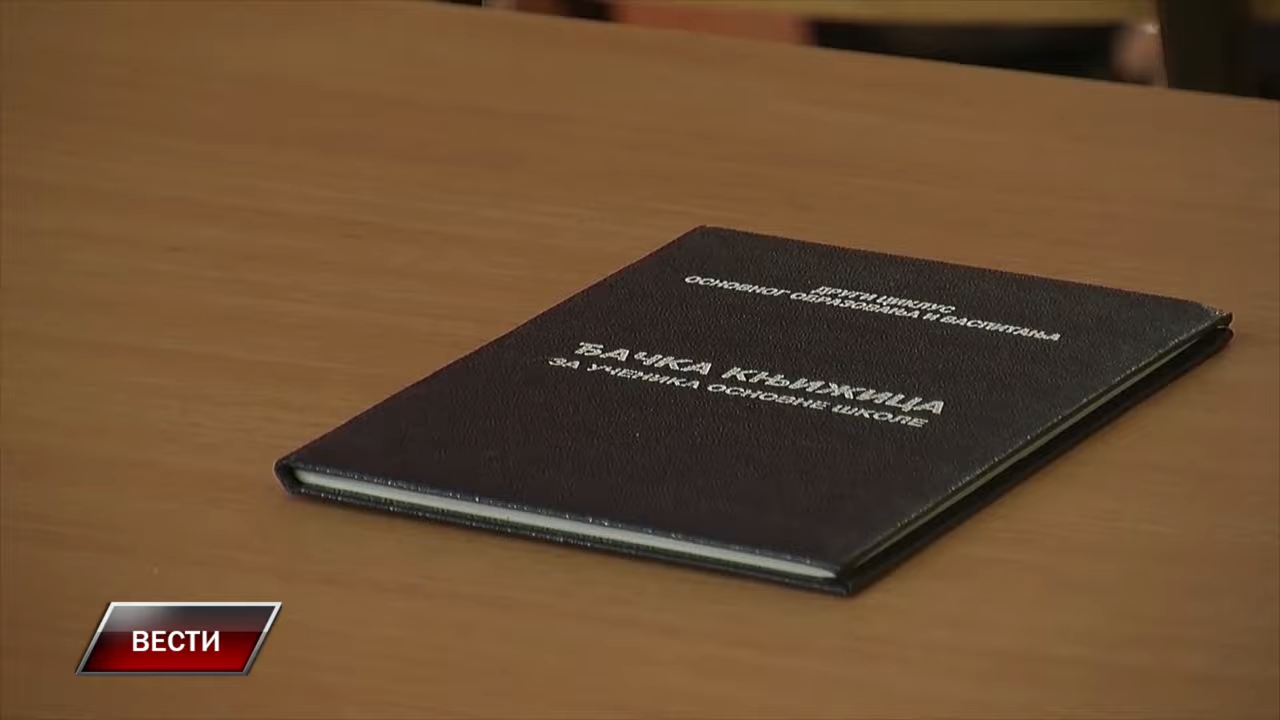 ДРУГИ ЦИКЛУС
ОСНОВНОГ ОБРАЗОВАЊА И ВАСПИТАЊА
ЂАЧКА КЊИЖИЦА
ЗА УЧЕНИКА ОСНОВНЕ ШКОЛЕ
ВЕСТИ